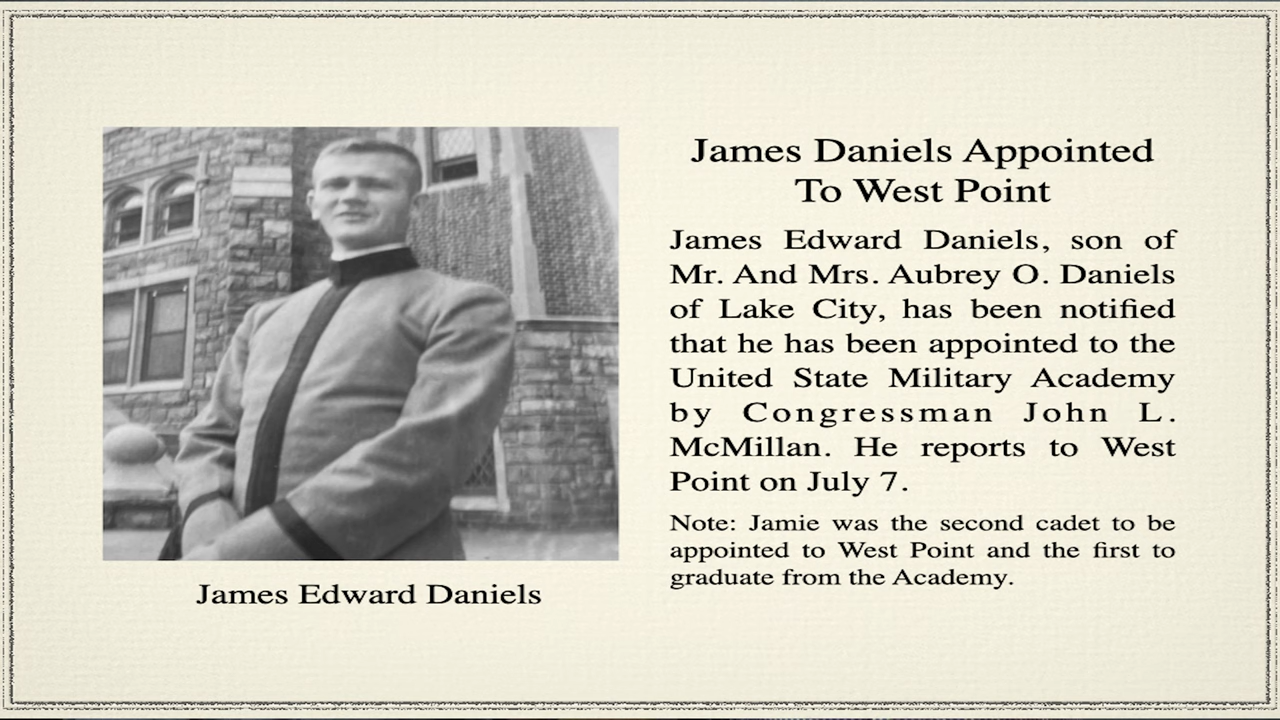 James Daniels Appointed
To West Point
James Edward Daniels, son of
Mr. And Mrs. Aubrey O. Daniels
of Lake City, has been notified
that he has been appointed to the
United State Military Academy
by Congressman John L.
McMillan. He reports to West
Point on July 7.
Note: Jamie was the second cadet to be
appointed to West Point and the first to
graduate from the Academy.
James Edward Daniels